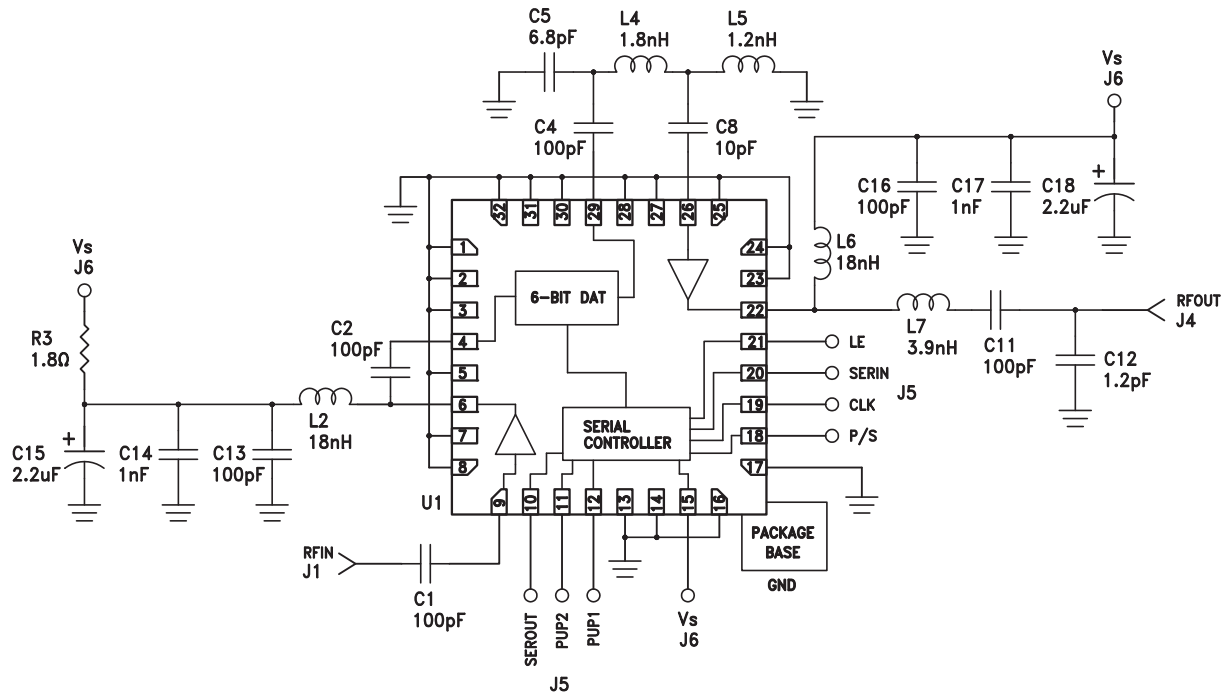 C5
6.8pF
L4
1.8nH
L5
1.2nH
Vs
J6
C4
100pF
C8
10pF
C16
100pF
C17
1nF
+
C18
2.2uF
32
31
30
29
28
27
26
25
Vs
J6
1
2
3
4
5
6
7
8
24
23
22
21
20
19
18
17
L6
18nH
6-BIT DAT
R3
1.8Ω
C2
100pF
L7
3.9nH
C11
100pF
RFOUT
J4
C12
1.2pF
LE
SERIN
CLK
P/S
J5
L2
18nH
SERIAL
CONTROLLER
+
C15
2.2uF
C14
1nF
C13
100pF
U1
9
10
11
12
13
14
15
16
PACKAGE
BASE
GND
RFIN
J1
C1
100pF
SEROUT
PUP2
PUP1
Vs
J6
J5